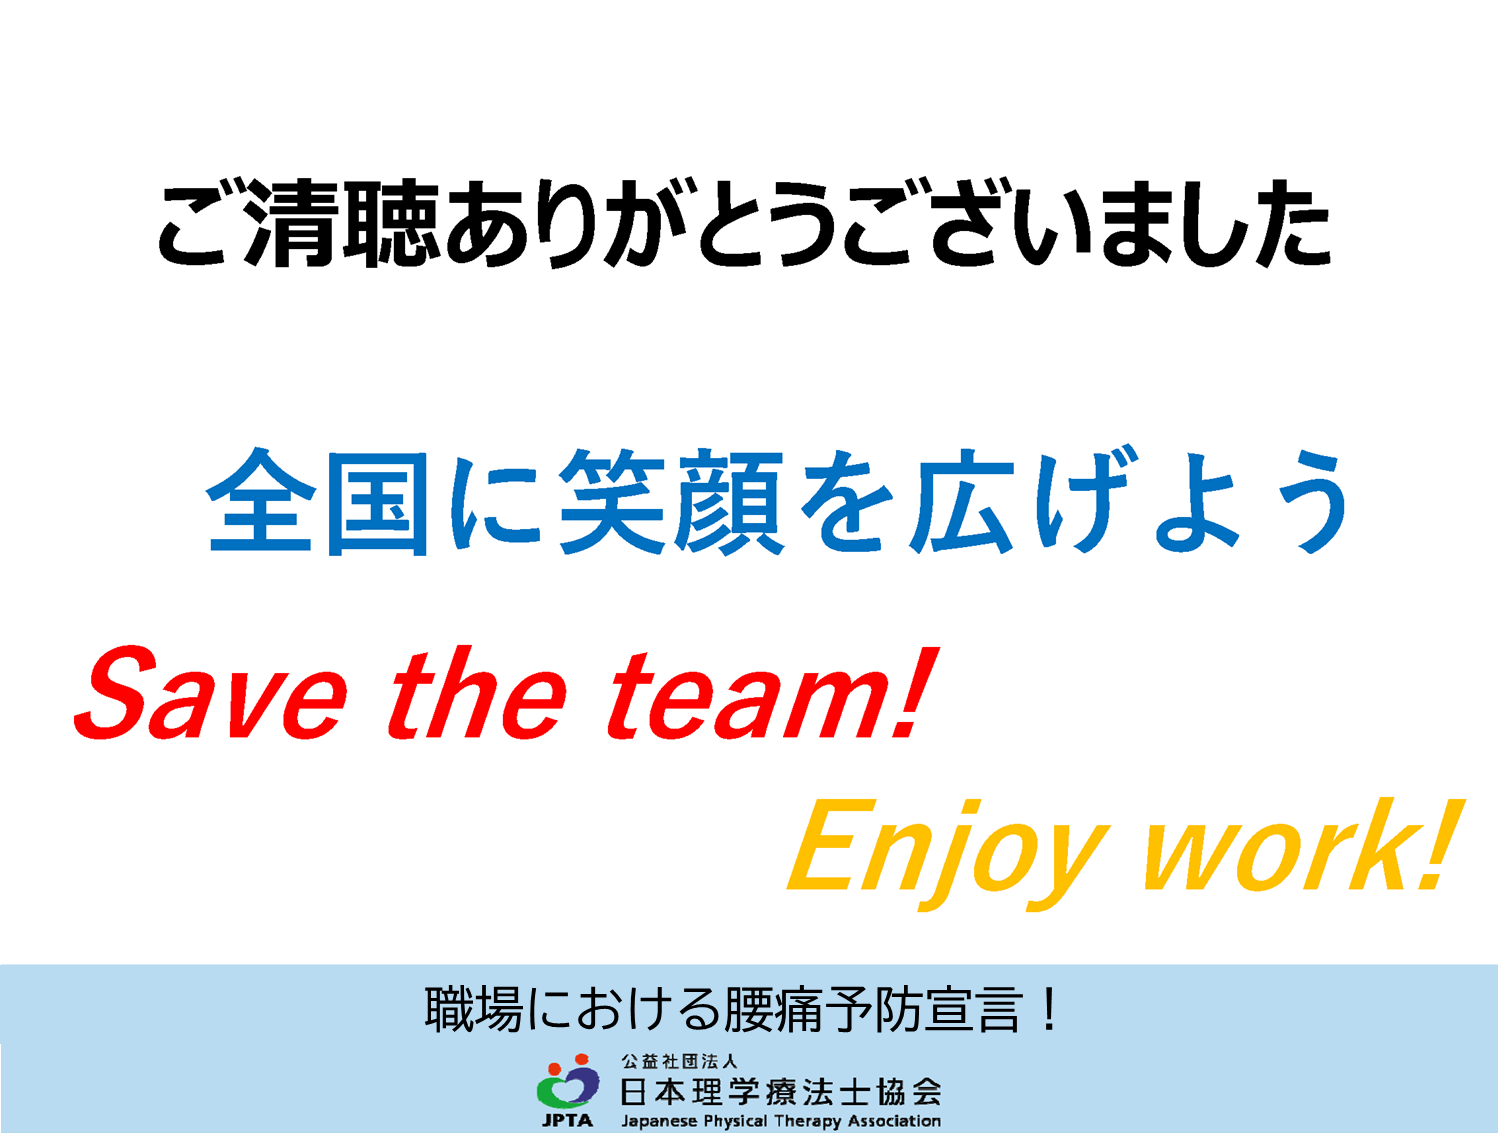 ご清聴ありがとうございました
全国に笑顔を広げよう
Save the team!
Enjoy work!
職場における腰痛予防宣言！
公益社団法人
日本理学療法士協会
JPTA
Japanese Physical Therapy Association